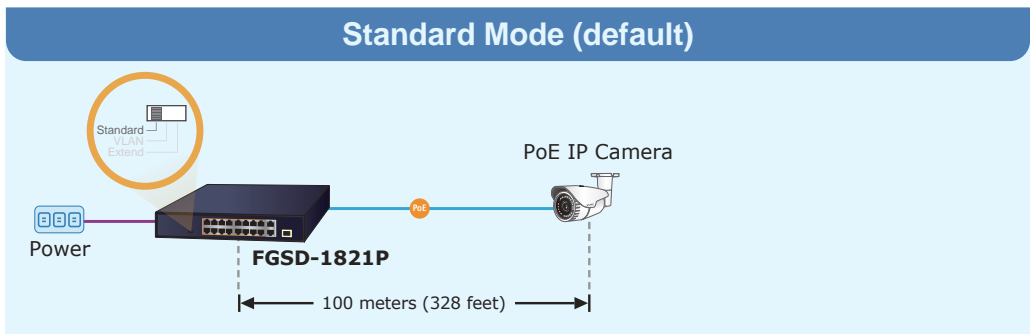 Standard Mode (default)
Standard
VLAN
Extend
PoE IP Camera
PoE
Power
FGSD-1821P
100 meters (328 feet)